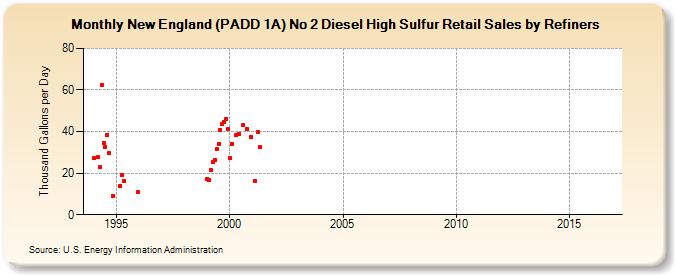 Monthly New England (PADD 1A) No 2 Diesel High Sulfur Retail Sales by Refiners
Thousand Gallons per Day
80
60
40
20
0
1995 2000 2005 2010 2015
Source: U.S. Energy Information Administration